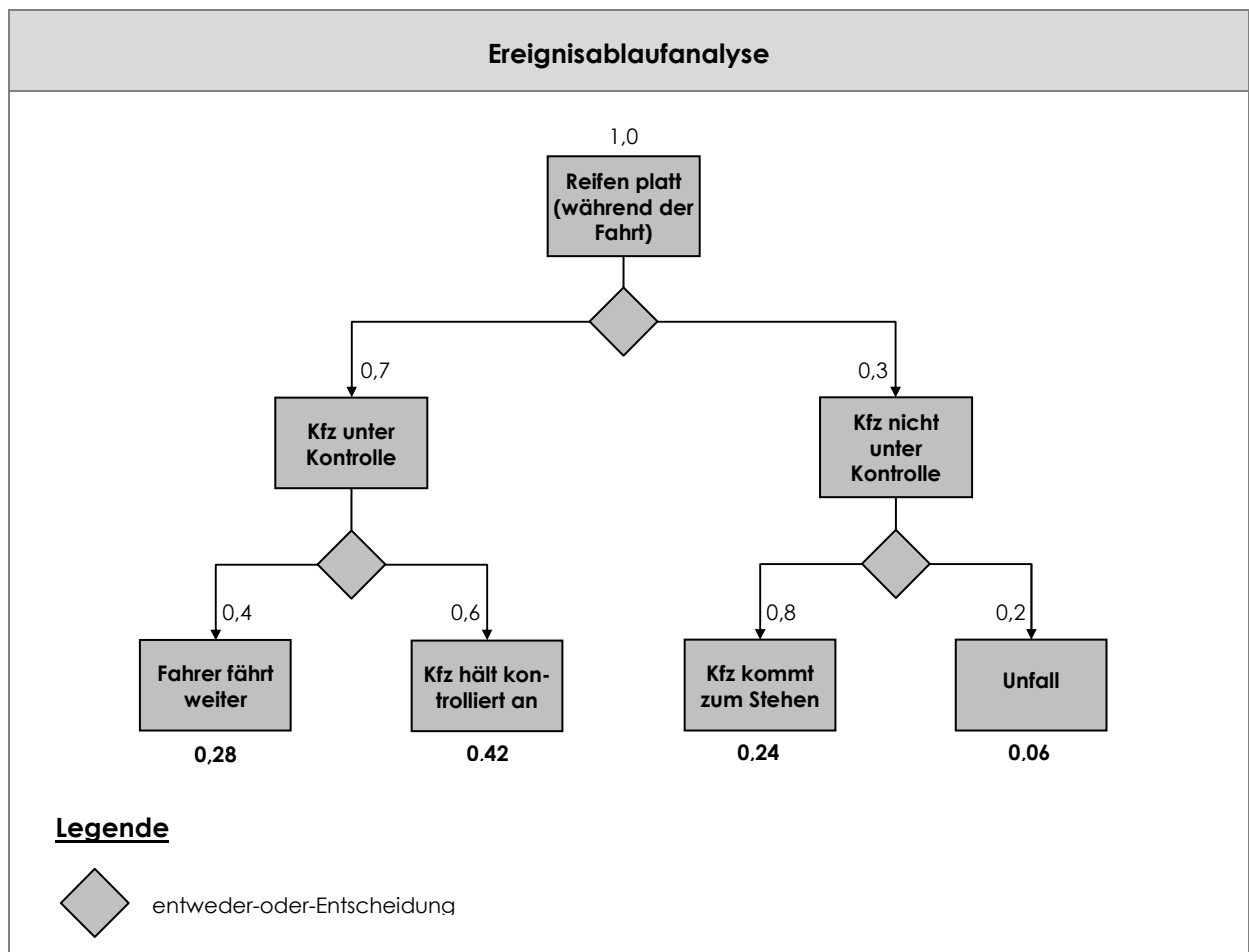 Ereignisablaufanalyse
1,0
Reifen platt
(während der
Fahrt)
0,7
0,3
Kfz unter
Kontrolle
Kfz nicht
unter
Kontrolle
0,4
0,6
0,8
0,2
Fahrer fährt
weiter
Kfz hält kon-
trolliert an
Kfz kommt
zum Stehen
Unfall
0,28
0,42
0,24
0,06
Legende
entweder-oder-Entscheidung